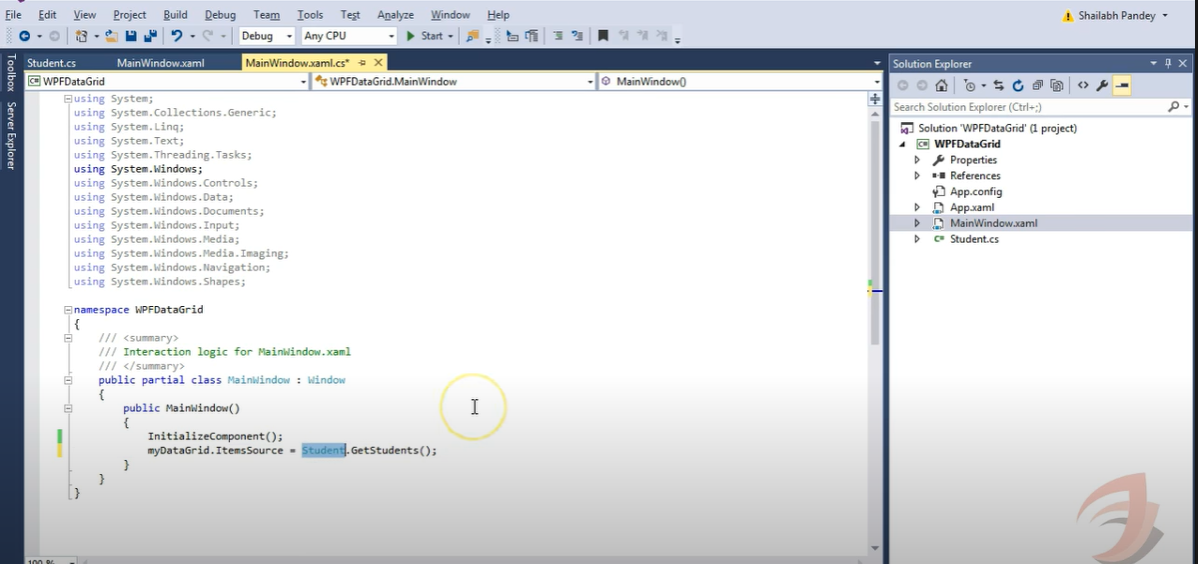 File Edit View Project Build Debug Team Tools Test Analyze Window Help
Shailabh Pandey
Debug Any CPU Start
Student.cs MainWindow.xaml MainWindow.xaml.cs*
WPFDataGrid WPFDataGrid.MainWindow MainWindow()
Toolbox
Server Explorer
using System;
using System.Collections.Generic;
using System.Linq;
using System.Text;
using System.Threading.Tasks;
using System.Windows;
using System.Windows.Controls;
using System.Windows.Data;
using System.Windows.Documents;
using System.Windows.Input;
using System.Windows.Media;
using System.Windows.Media.Imaging;
using System.Windows.Navigation;
using System.Windows.Shapes;
namespace WPFDataGrid
{
/// <summary>
/// Interaction logic for MainWindow.xaml
/// </summary>
public partial class MainWindow : Window
{
public MainWindow()
{
InitializeComponent();
myDataGrid.ItemsSource = Student.GetStudents();
}
}
}
100 %
Solution Explorer
Search Solution Explorer (Ctrl+;)
Solution 'WPFDataGrid' (1 project)
C# WPFDataGrid
Properties
References
App.config
App.xaml
MainWindow.xaml
C# Student.cs